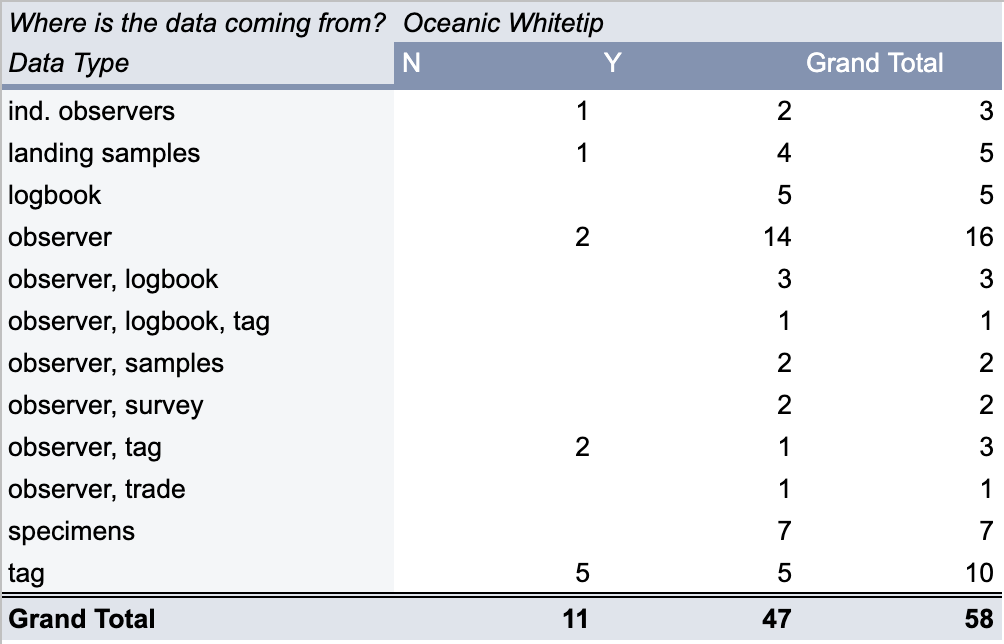 Where is the data coming from? Oceanic Whitetip
Data Type N Y Grand Total
ind. observers 1 2 3
landing samples 1 4 5
logbook 5 5
observer 2 14 16
observer, logbook 3 3
observer, logbook, tag 1 1
observer, samples 2 2
observer, survey 2 2
observer, tag 2 1 3
observer, trade 1 1
specimens 7 7
tag 5 5 10
Grand Total 11 47 58